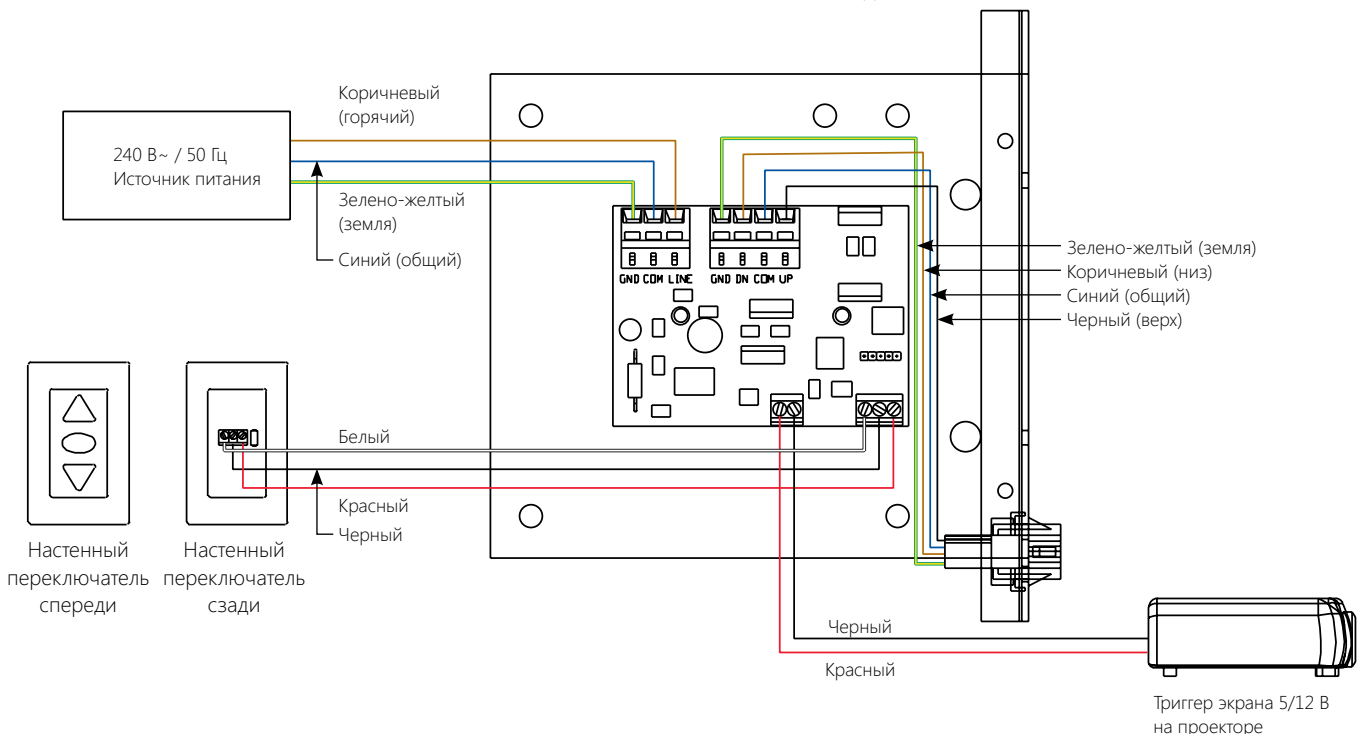 Коричневый
(горячий)
240 В~ / 50 Гц
Источник питания
Зелено-желтый
(земля)
Синий (общий)
GND COM LINE
GND DN COM UP
Зелено-желтый (земля)
Коричневый (низ)
Синий (общий)
Черный (верх)
Белый
Красный
Черный
Настенный
переключатель
спереди
Настенный
переключатель
сзади
Черный
Красный
Триггер экрана 5/12 В
на проекторе